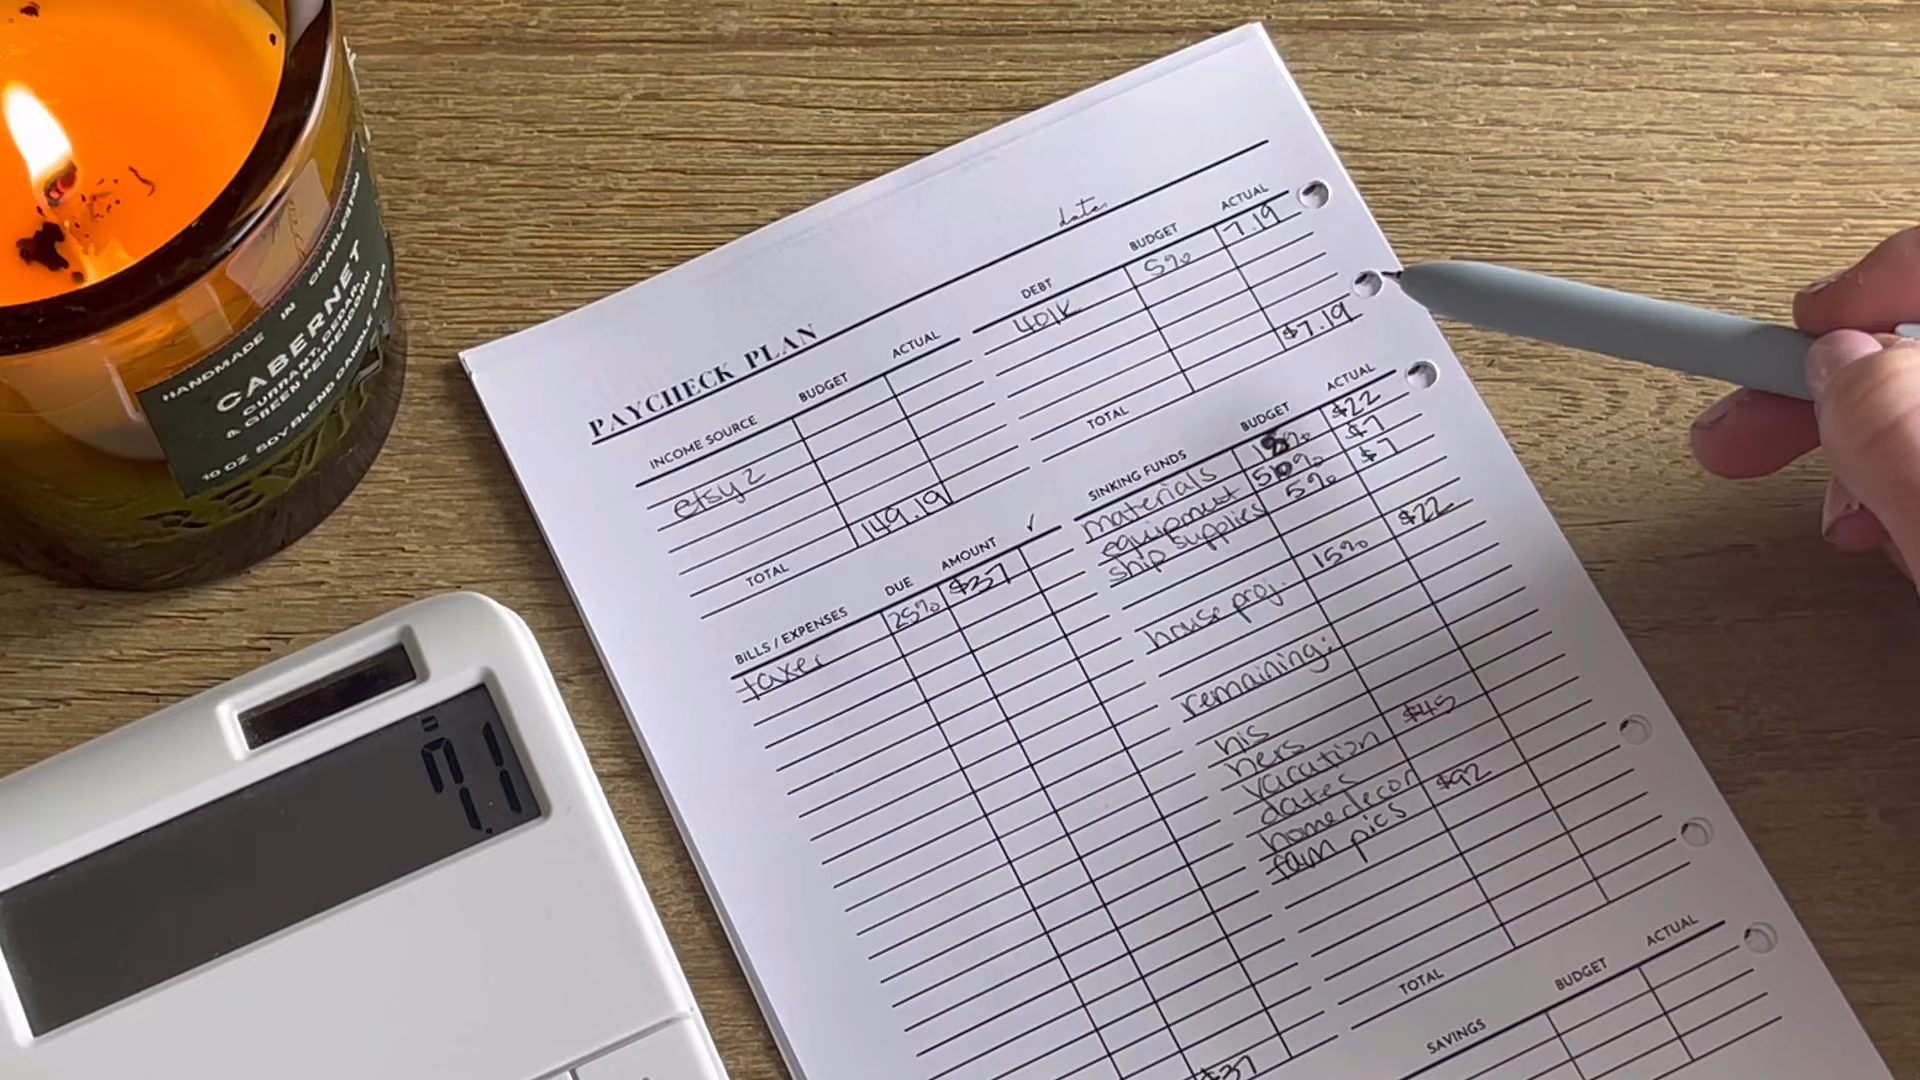 HANDMADE IN CHARLESTON
CABERNET
CURRANT, CEDAR,
& GREEN PEPPERCORN
10 OZ SOY BLEND CANDLE
PAYCHECK PLAN
date
INCOME SOURCE BUDGET ACTUAL
etsy 2
TOTAL 149.19
DEBT BUDGET ACTUAL
401K 5% 7.19
TOTAL $7.19
BILLS / EXPENSES DUE AMOUNT ✓
taxes 25% $37
$37
SINKING FUNDS BUDGET ACTUAL
materials $22
equipment $7
ship supplies 5% $7
house proj. 15% $22
remaining:
$45
his
hers
vacation
dates $92
home decor
fam pics
TOTAL
SAVINGS BUDGET ACTUAL